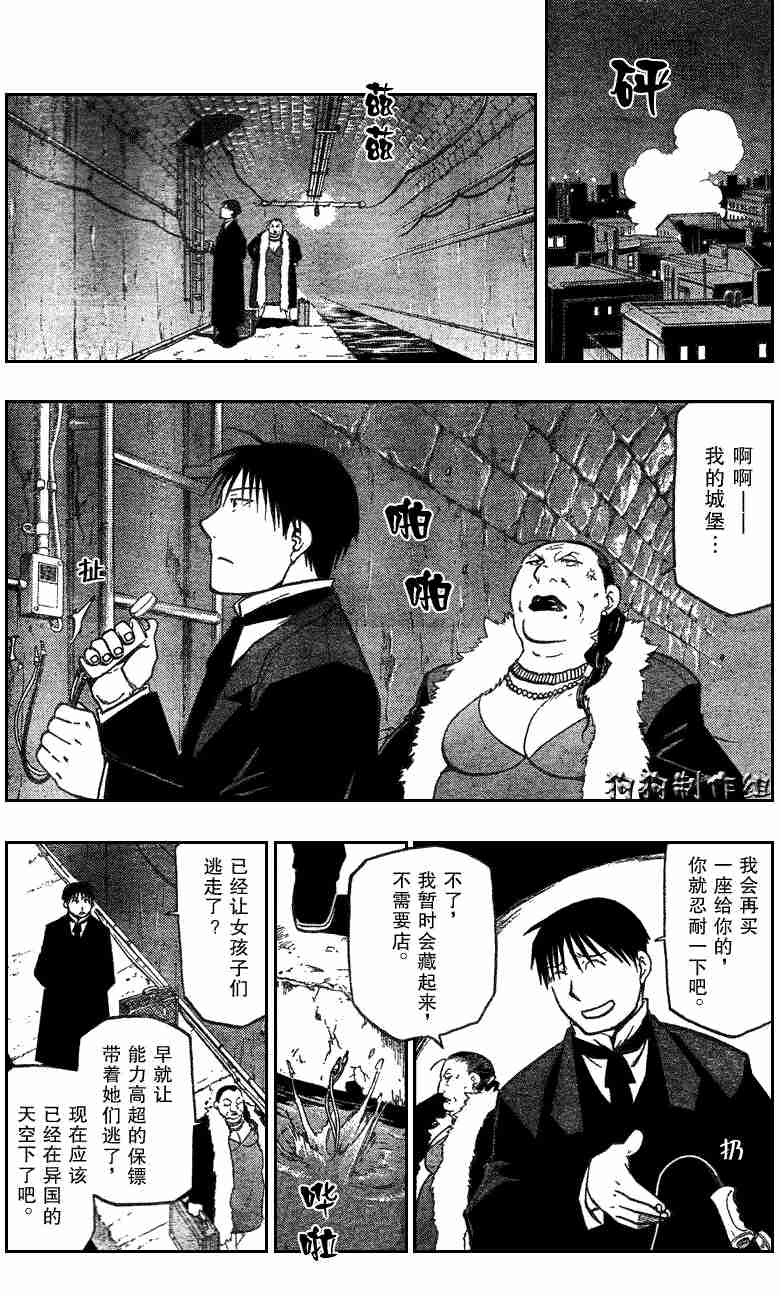 砰
兹
兹
啊啊——
我的城堡…
啪
啪
扯
狗狗制作组
我会再买
一座给你的，
你就忍耐一下吧。
扔
不了，
我暂时会藏起来，
不需要店。
哗
啦
已经让女孩子们
逃走了？
早就让
能力高超的保镖
带着她们逃了，
现在应该
已经在异国的
天空下了吧。